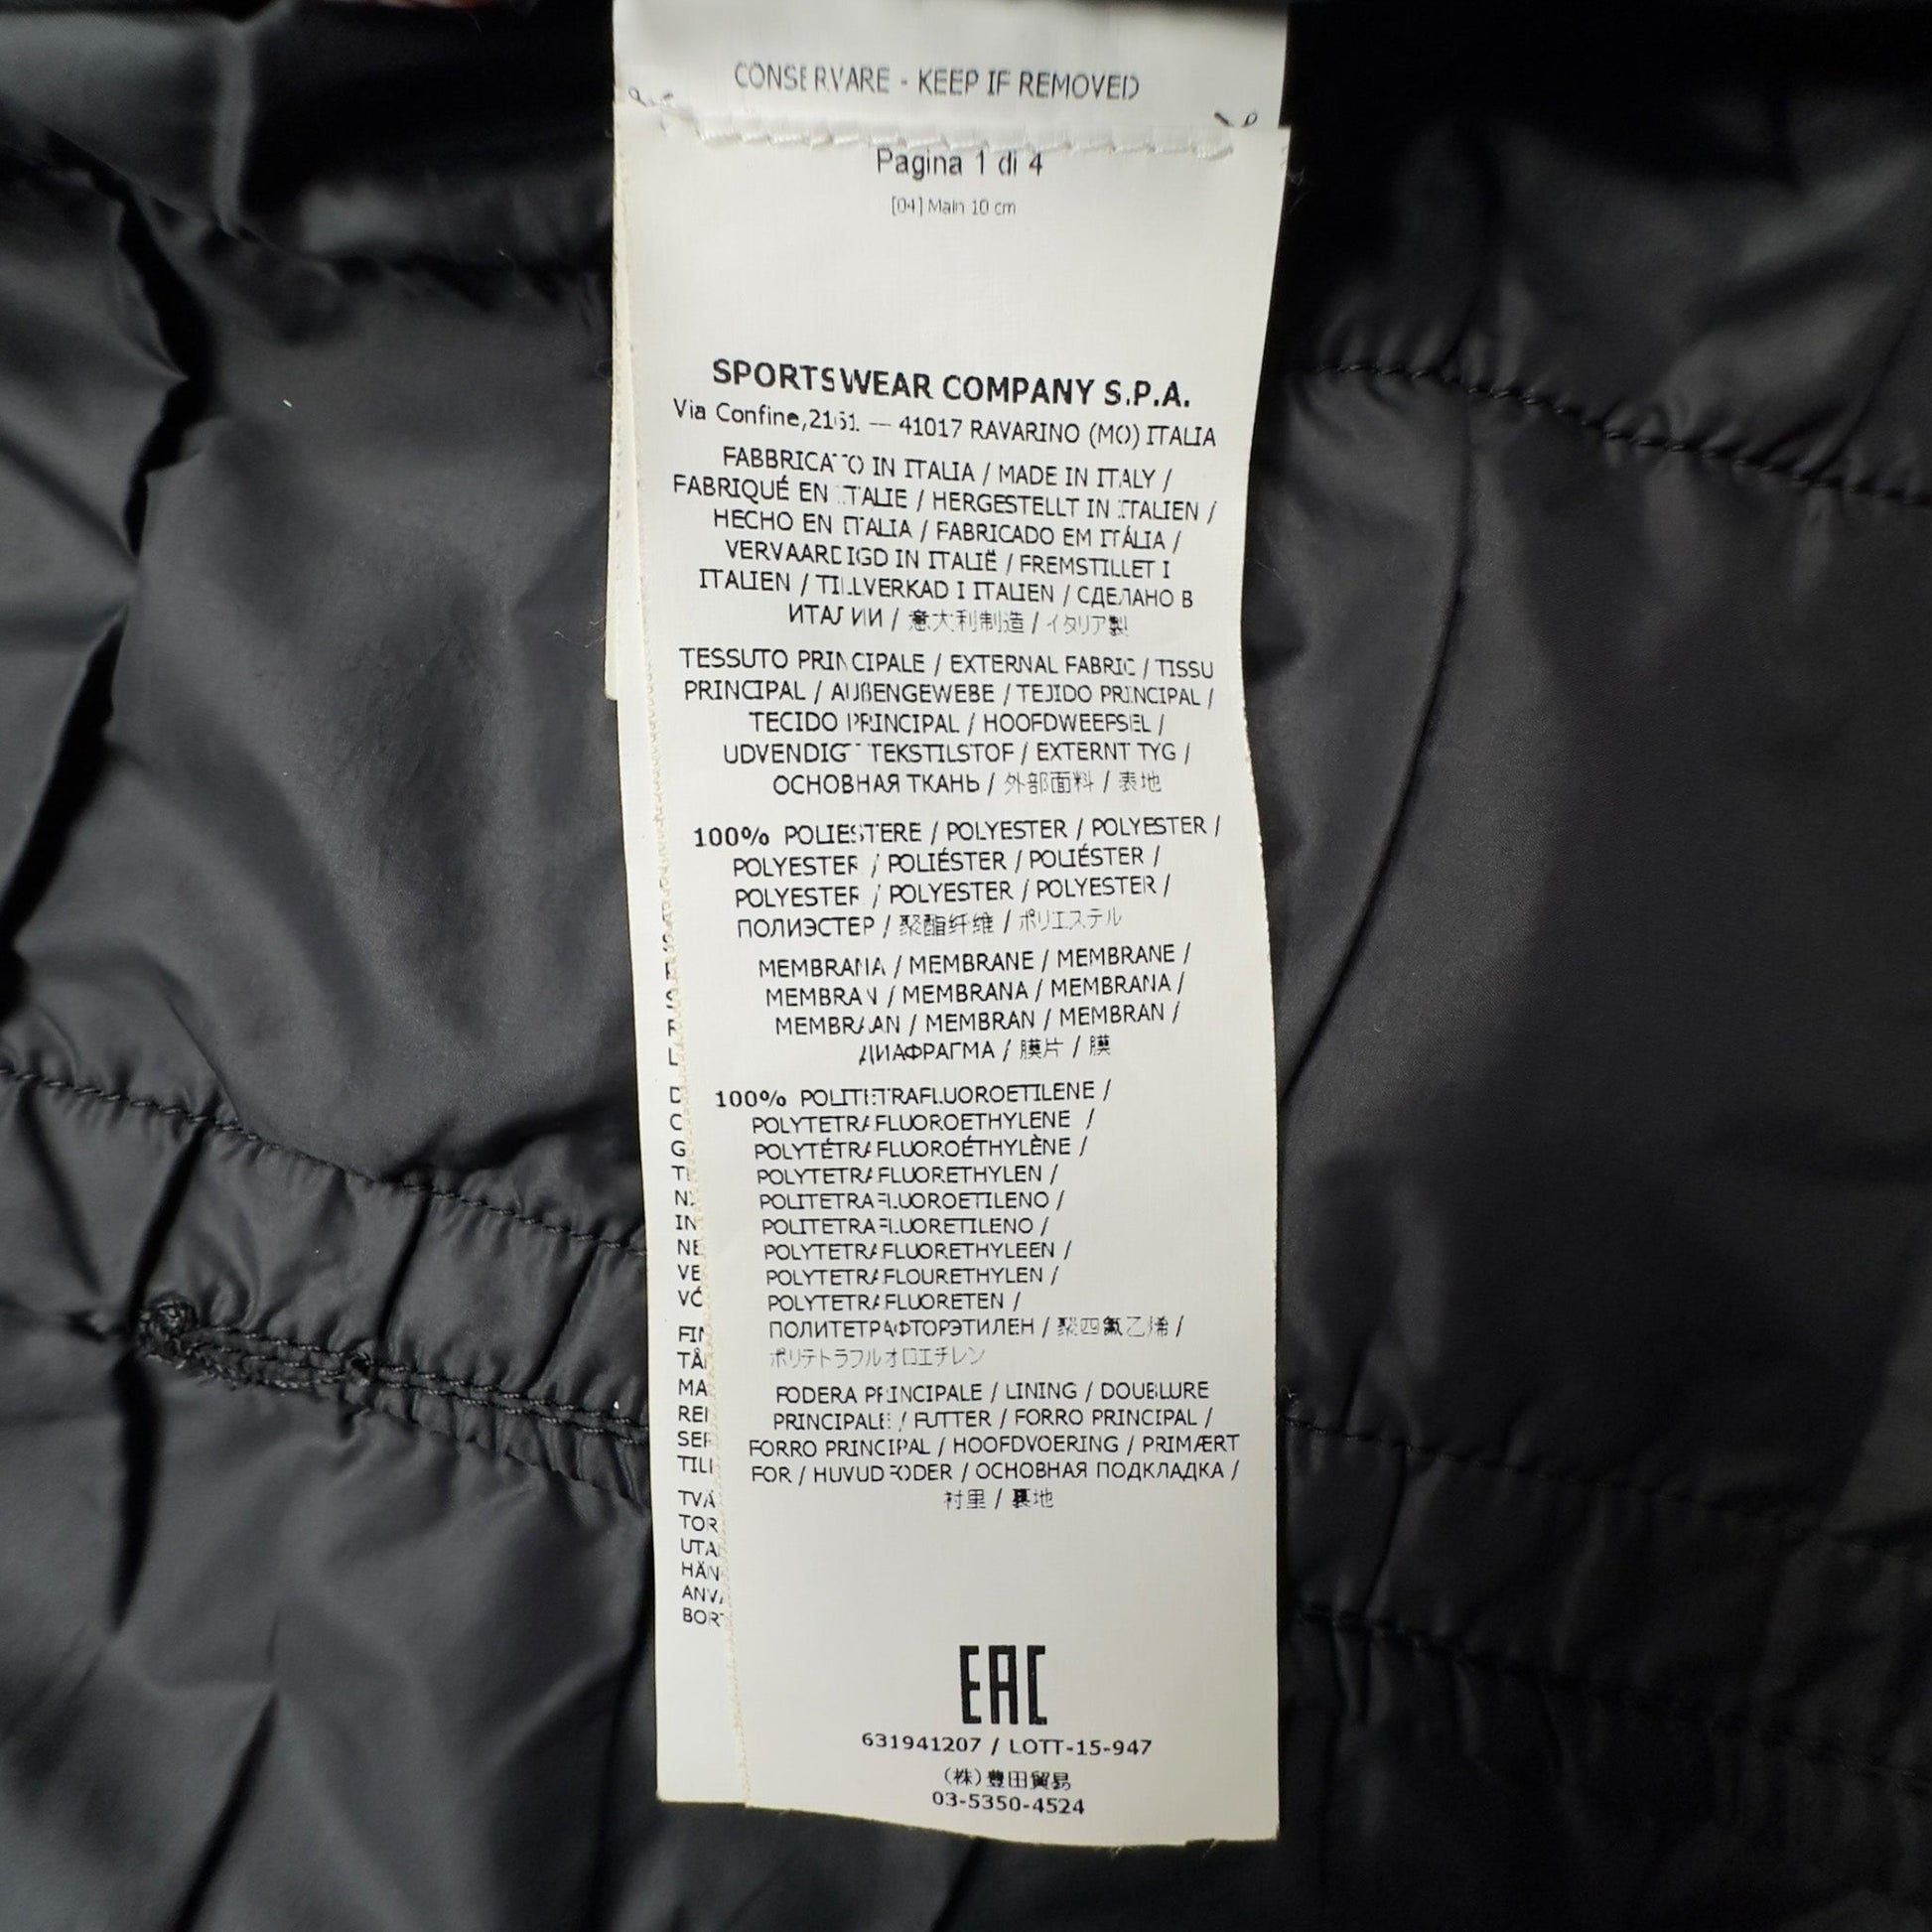 CONSERVARE - KEEP IF REMOVED
Pagina 1 di 4
[04] Main 10 cm
SPORTSWEAR COMPANY S.P.A.
Via Confine, — 41017 RAVARINO (MO) ITALIA
FABBRICATO IN ITALIA / MADE IN ITALY /
FABRIQUÉ EN ITALIE / HERGESTELLT IN ITALIEN /
HECHO EN ITALIA / FABRICADO EM ITÁLIA /
VERVAARDIGD IN ITALIË / FREMSTILLET I
ITALIEN / TILLVERKAD I ITALIEN / СДЕЛАНО В
ИТАЛИИ / 意大利制造 / イタリア製
TESSUTO PRINCIPALE / EXTERNAL FABRIC / TISSU
PRINCIPAL / AUßENGEWEBE / TEJIDO PRINCIPAL /
TECIDO PRINCIPAL / HOOFDWEEFSEL /
UDVENDIGT TEKSTILSTOF / EXTERNT TYG /
ОСНОВНАЯ ТКАНЬ / 外部面料 / 表地
100% POLIESTERE / POLYESTER / POLYESTER /
POLYESTER / POLIÉSTER / POLIÉSTER /
POLYESTER / POLYESTER / POLYESTER /
ПОЛИЭСТЕР / 聚酯纤维 / ポリエステル
MEMBRANA / MEMBRANE / MEMBRANE /
MEMBRAN / MEMBRANA / MEMBRANA /
MEMBRAAN / MEMBRAN / MEMBRAN /
ДИАФРАГМА / 膜片 / 膜
100% POLITETRAFLUOROETILENE /
POLYTETRAFLUOROETHYLENE /
POLYTÉTRAFLUOROÉTHYLÈNE /
POLYTETRAFLUORETHYLEN /
POLITETRAFLUOROETILENO /
POLITETRAFLUORETILENO /
POLYTETRAFLUORETHYLEEN /
POLYTETRAFLOURETHYLEN /
POLYTETRAFLUORETEN /
ПОЛИТЕТРАФТОРЭТИЛЕН / 聚四氟乙烯 /
ポリテトラフルオロエチレン
FODERA PRINCIPALE / LINING / DOUBLURE
PRINCIPALE / FUTTER / FORRO PRINCIPAL /
FORRO PRINCIPAL / HOOFDVOERING / PRIMÆRT
FOR / HUVUDFODER / ОСНОВНАЯ ПОДКЛАДКА /
衬里 / 裏地
EAC
631941207 / LOTT-15-947
(株)豊田貿易
03-5350-4524